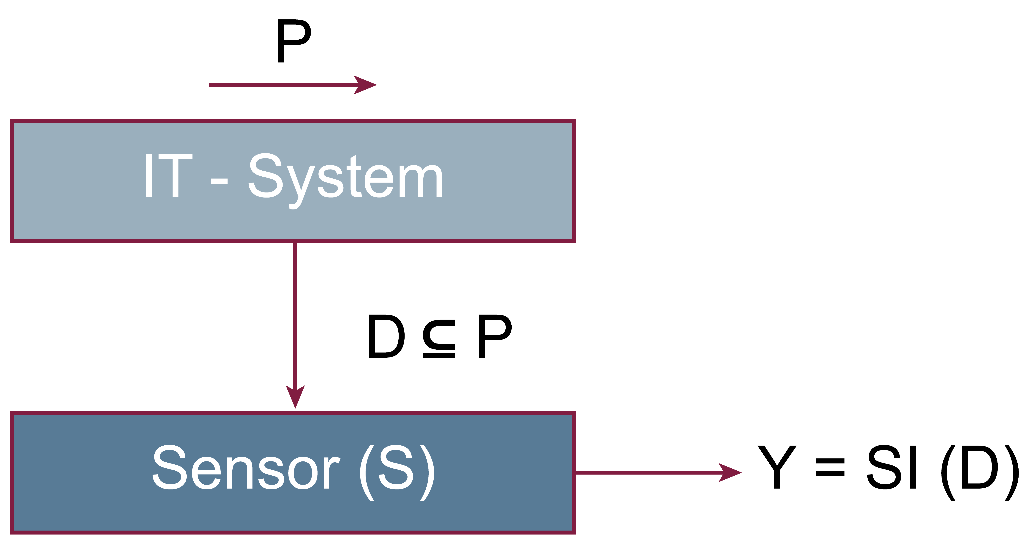 P
IT - System
D ⊆ P
Sensor (S)
Y = SI (D)